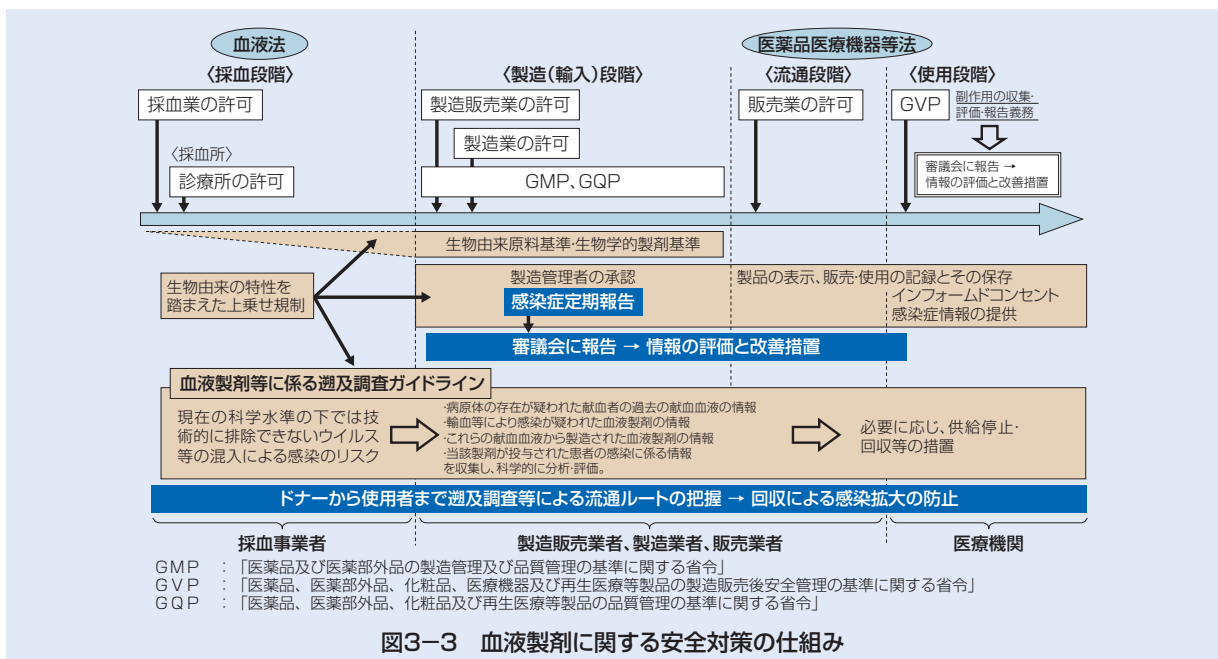 血液法
医薬品医療機器等法
〈採血段階〉
〈製造(輸入)段階〉
〈流通段階〉
〈使用段階〉
採血業の許可
製造販売業の許可
販売業の許可
GVP
副作用の収集・
評価・報告義務
製造業の許可
〈採血所〉
診療所の許可
GMP、GQP
審議会に報告 →
情報の評価と改善措置
生物由来原料基準・生物学的製剤基準
生物由来の特性を
踏まえた上乗せ規制
製造管理者の承認
感染症定期報告
製品の表示、販売・使用の記録とその保存
インフォームドコンセント
感染症情報の提供
審議会に報告 → 情報の評価と改善措置
血液製剤等に係る遡及調査ガイドライン
現在の科学水準の下では技
術的に排除できないウイルス
等の混入による感染のリスク
・病原体の存在が疑われた献血者の過去の献血血液の情報
・輸血等により感染が疑われた血液製剤の情報
・これらの献血血液から製造された血液製剤の情報
・当該製剤が投与された患者の感染に係る情報
を収集し、科学的に分析・評価。
必要に応じ、供給停止・
回収等の措置
ドナーから使用者まで遡及調査等による流通ルートの把握 → 回収による感染拡大の防止
採血事業者
製造販売業者、製造業者、販売業者
医療機関
GMP :「医薬品及び医薬部外品の製造管理及び品質管理の基準に関する省令」
GVP :「医薬品、医薬部外品、化粧品、医療機器及び再生医療等製品の製造販売後安全管理の基準に関する省令」
GQP :「医薬品、医薬部外品、化粧品及び再生医療等製品の品質管理の基準に関する省令」
図3−3 血液製剤に関する安全対策の仕組み